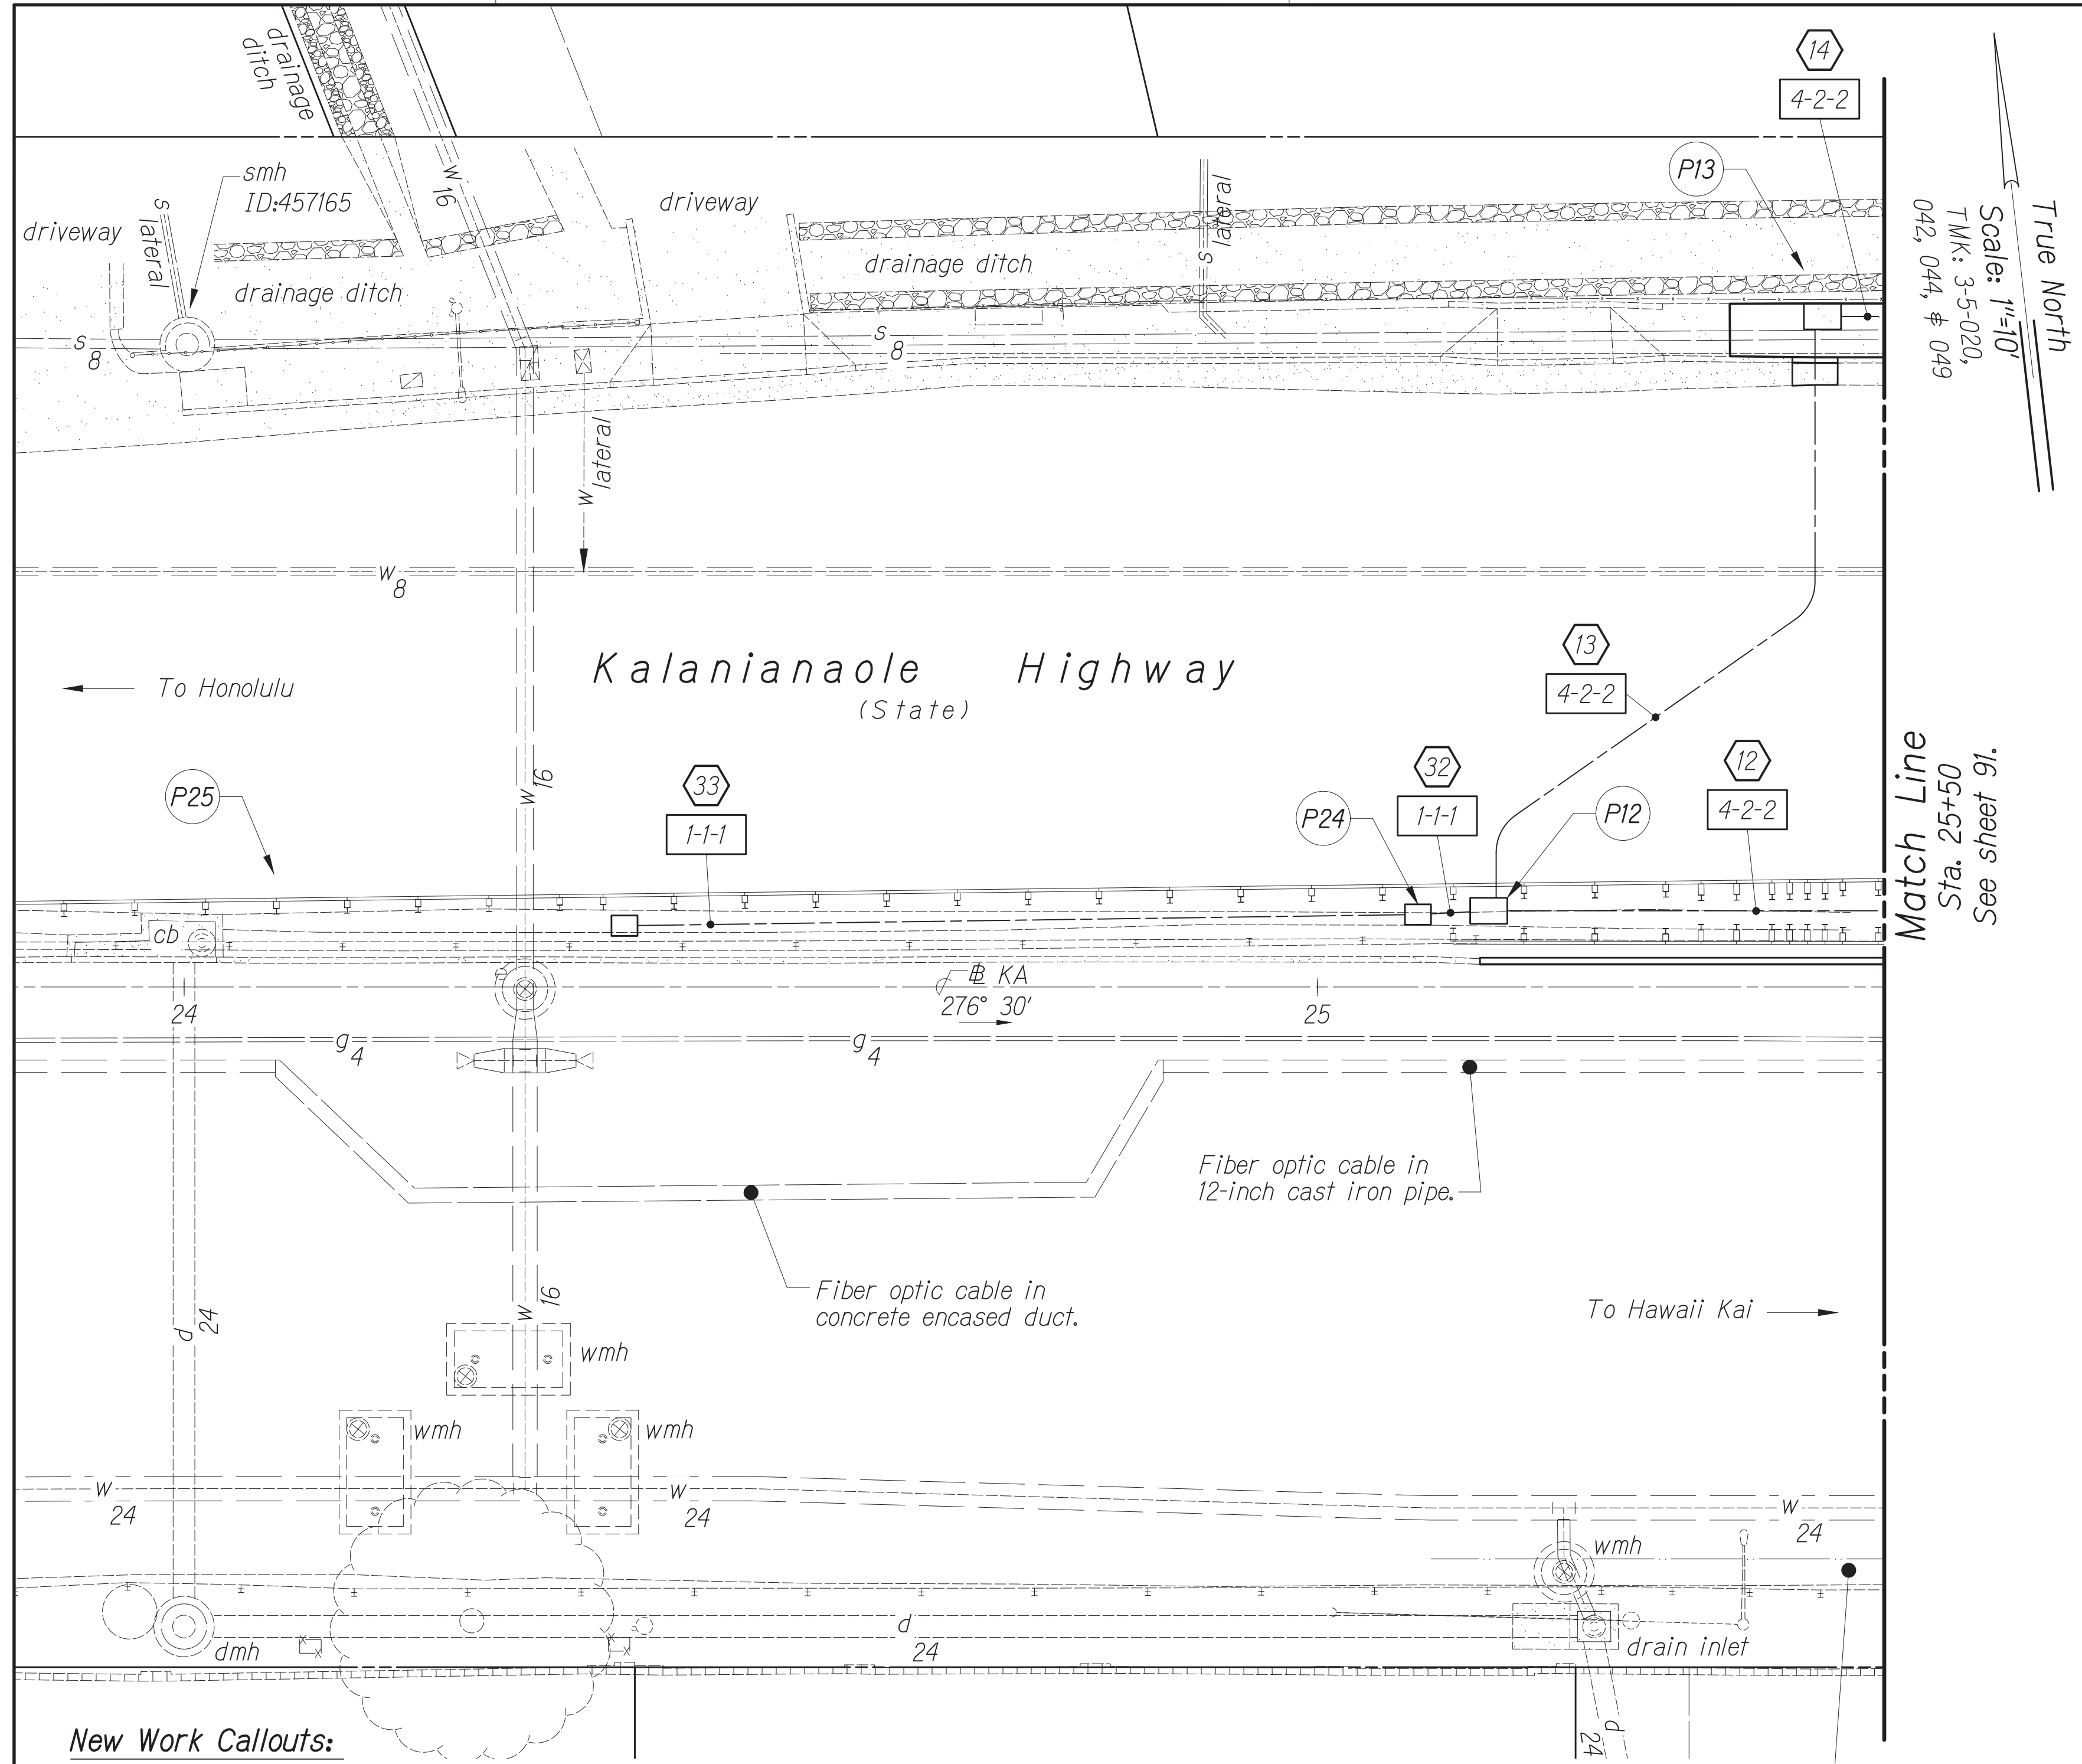 drainage
ditch
14
4-2-2
smh
ID:457165
W 16
P13
s
lateral
driveway
driveway
s
lateral
drainage ditch
drainage ditch
True North
Scale: 1"=10'
TMK: 3-5-020,
042, 044, & 049
s
8
s
8
W
lateral
W
8
To Honolulu
Kalanianaole Highway
(State)
13
4-2-2
W 16
P25
33
1-1-1
P24
32
1-1-1
P12
12
4-2-2
Match Line
Sta. 25+50
See sheet 91.
cb
24
BL KA
276° 30'
25
g
4
g
4
Fiber optic cable in
12-inch cast iron pipe.
Fiber optic cable in
concrete encased duct.
To Hawaii Kai
d
24
W
16
wmh
wmh
wmh
W
24
W
24
W
24
wmh
dmh
d
24
drain inlet
d
24
New Work Callouts: